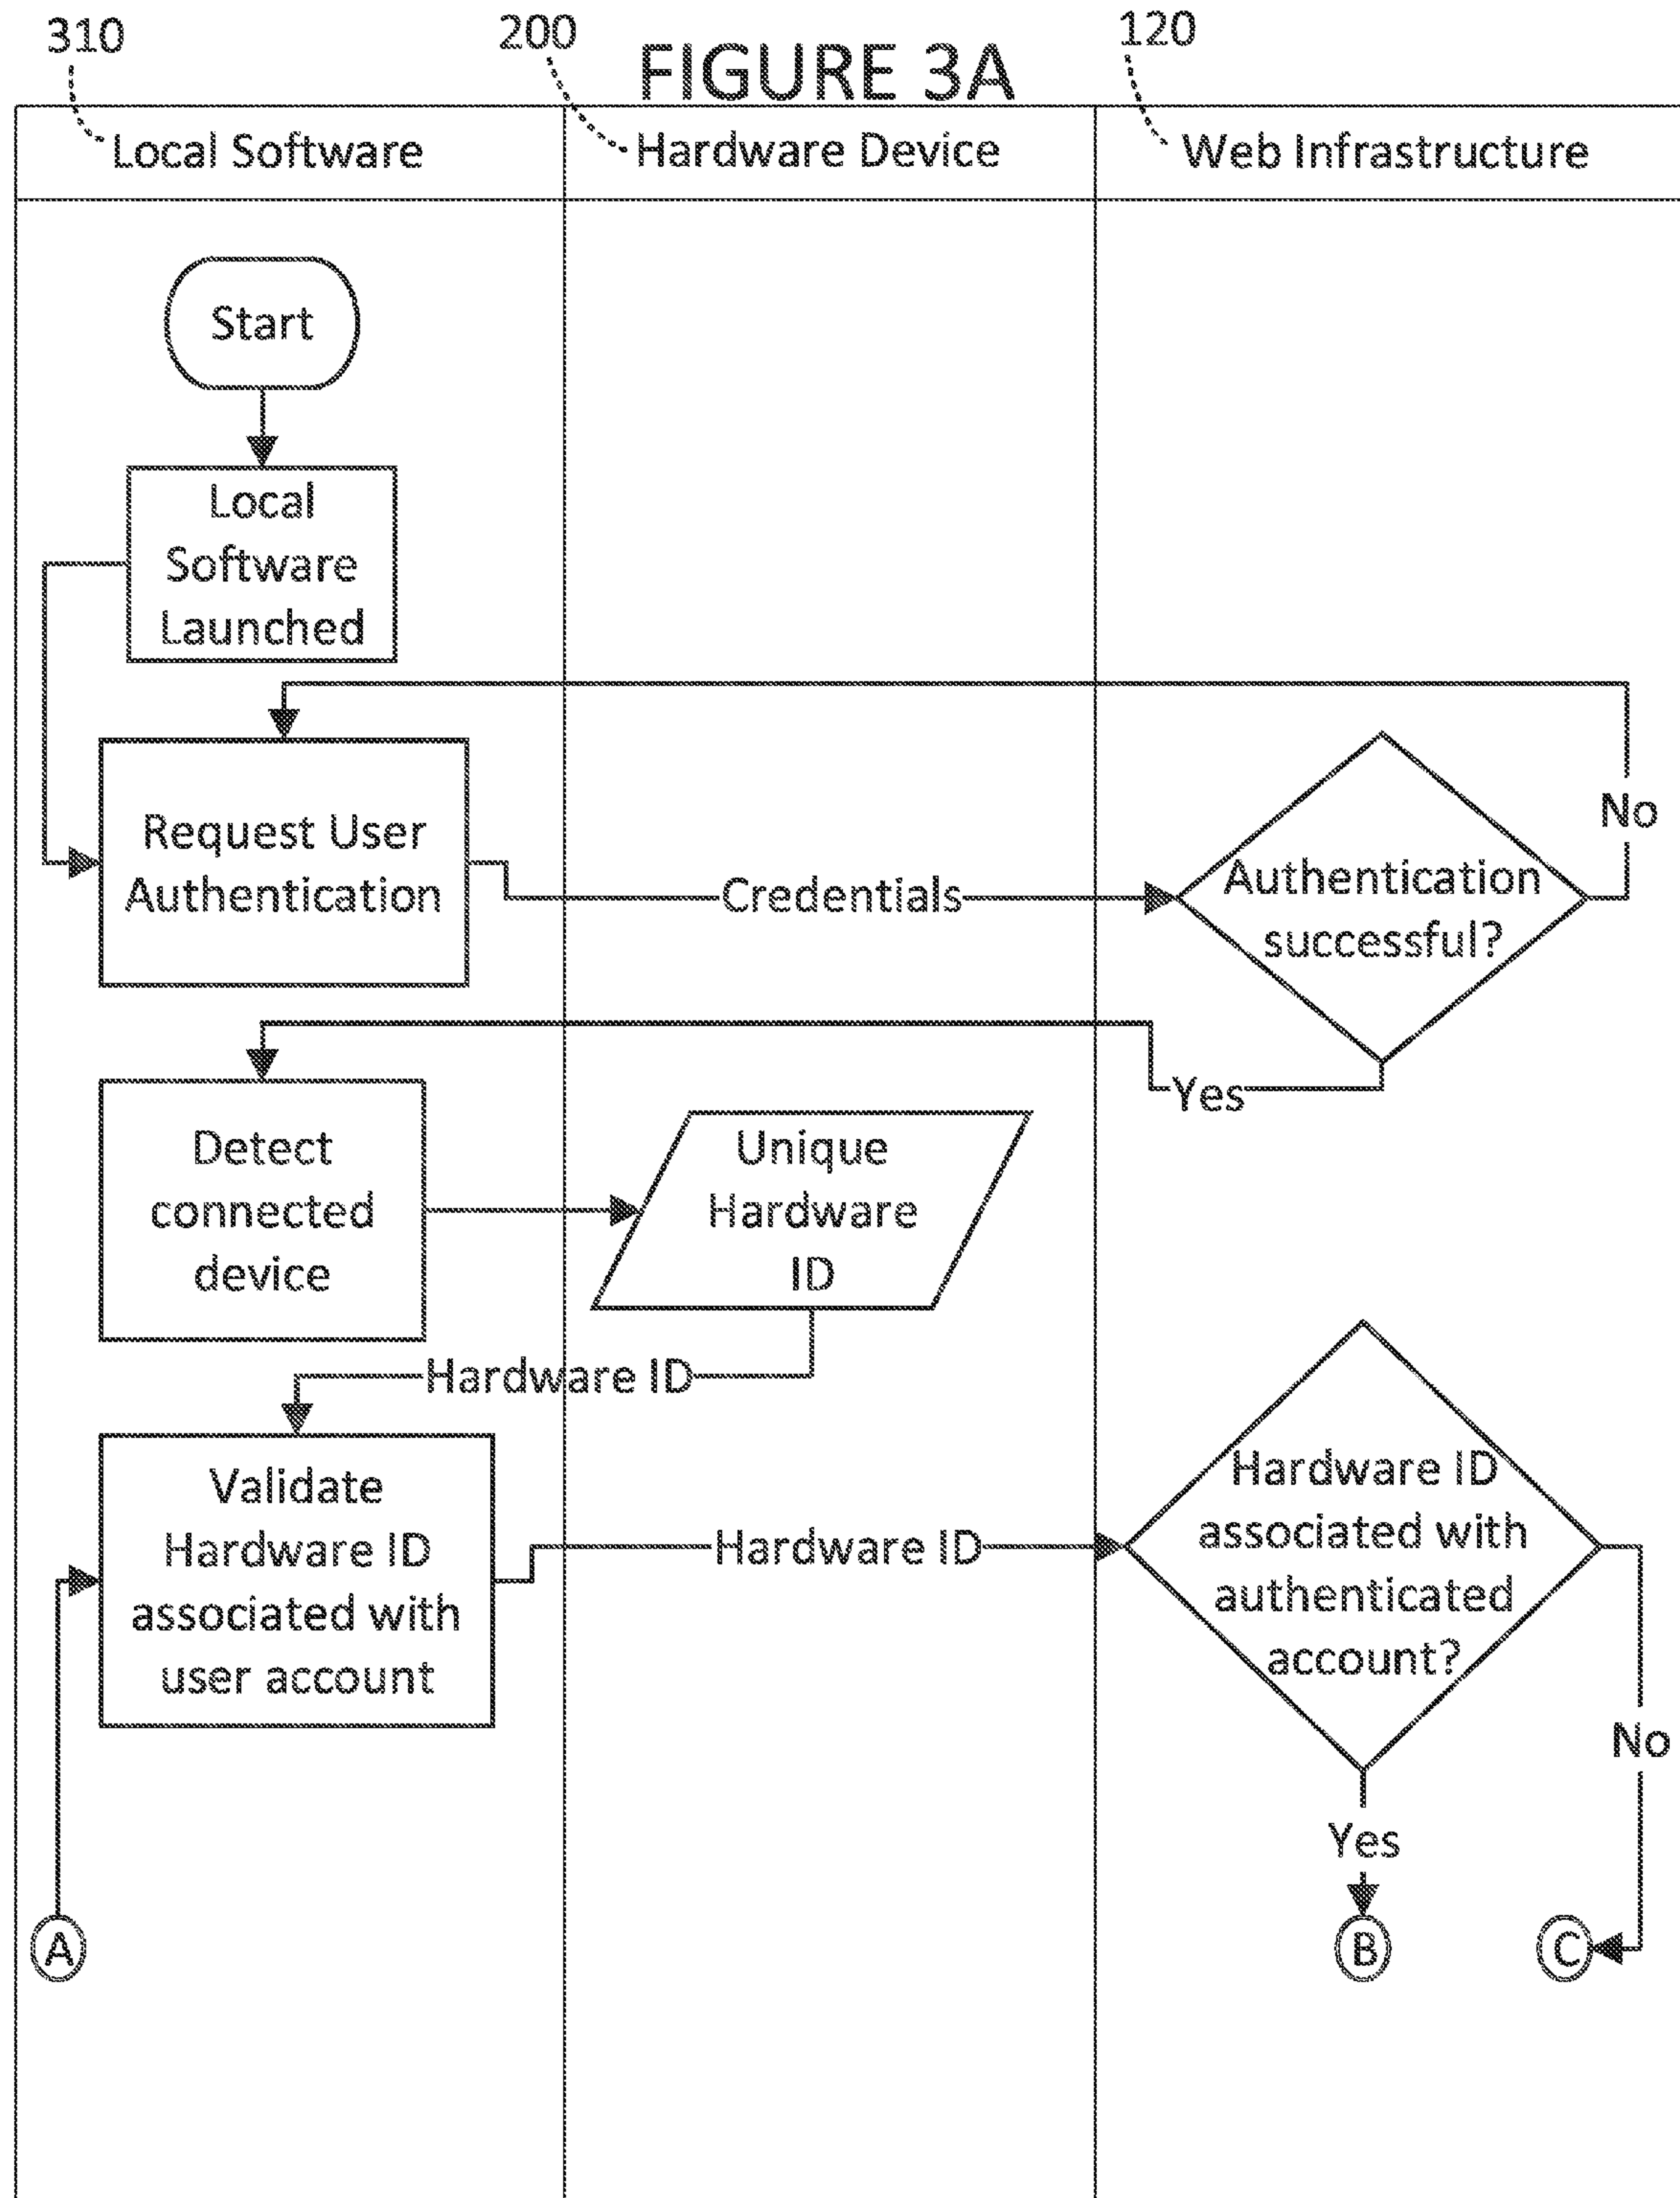 310
200
120
FIGURE 3A
Local Software
Hardware Device
Web Infrastructure
Start
Local
Software
Launched
Request User
Authentication
Credentials
Authentication
successful?
No
Yes
Detect
connected
device
Unique
Hardware
ID
Hardware ID
Validate
Hardware ID
associated with
user account
Hardware ID
Hardware ID
associated with
authenticated
account?
No
Yes
A
B
C